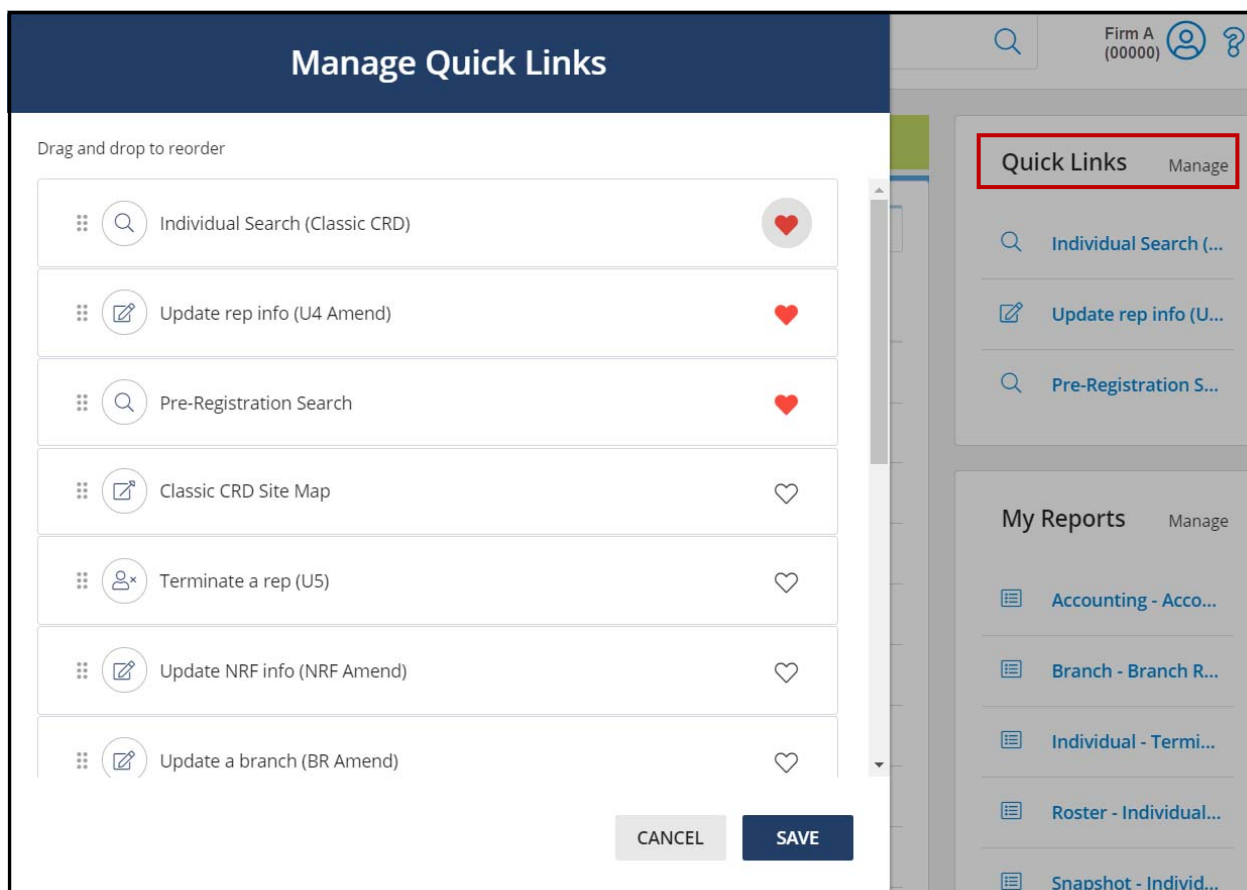 Manage Quick Links
Firm A
(00000)
Drag and drop to reorder
Individual Search (Classic CRD)
Update rep info (U4 Amend)
Pre-Registration Search
Classic CRD Site Map
Terminate a rep (U5)
Update NRF info (NRF Amend)
Update a branch (BR Amend)
CANCEL
SAVE
Quick Links
Manage
Individual Search (...
Update rep info (U...
Pre-Registration S...
My Reports
Manage
Accounting - Acco...
Branch - Branch R...
Individual - Termi...
Roster - Individual...
Snapshot - Individ...